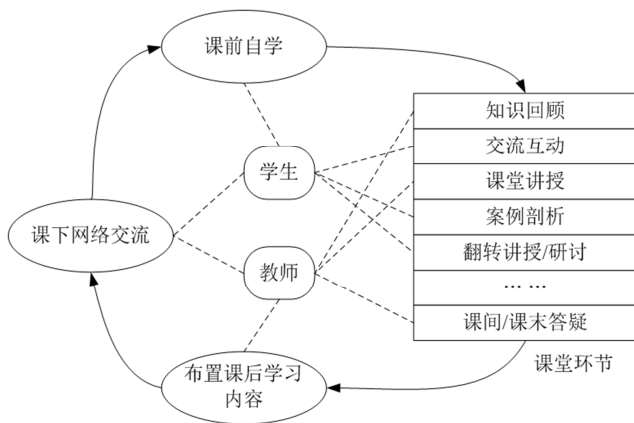 课前自学
知识回顾
交流互动
学生
课堂讲授
案例剖析
课下网络交流
翻转讲授/研讨
教师
… …
课间/课末答疑
课堂环节
布置课后学习
内容